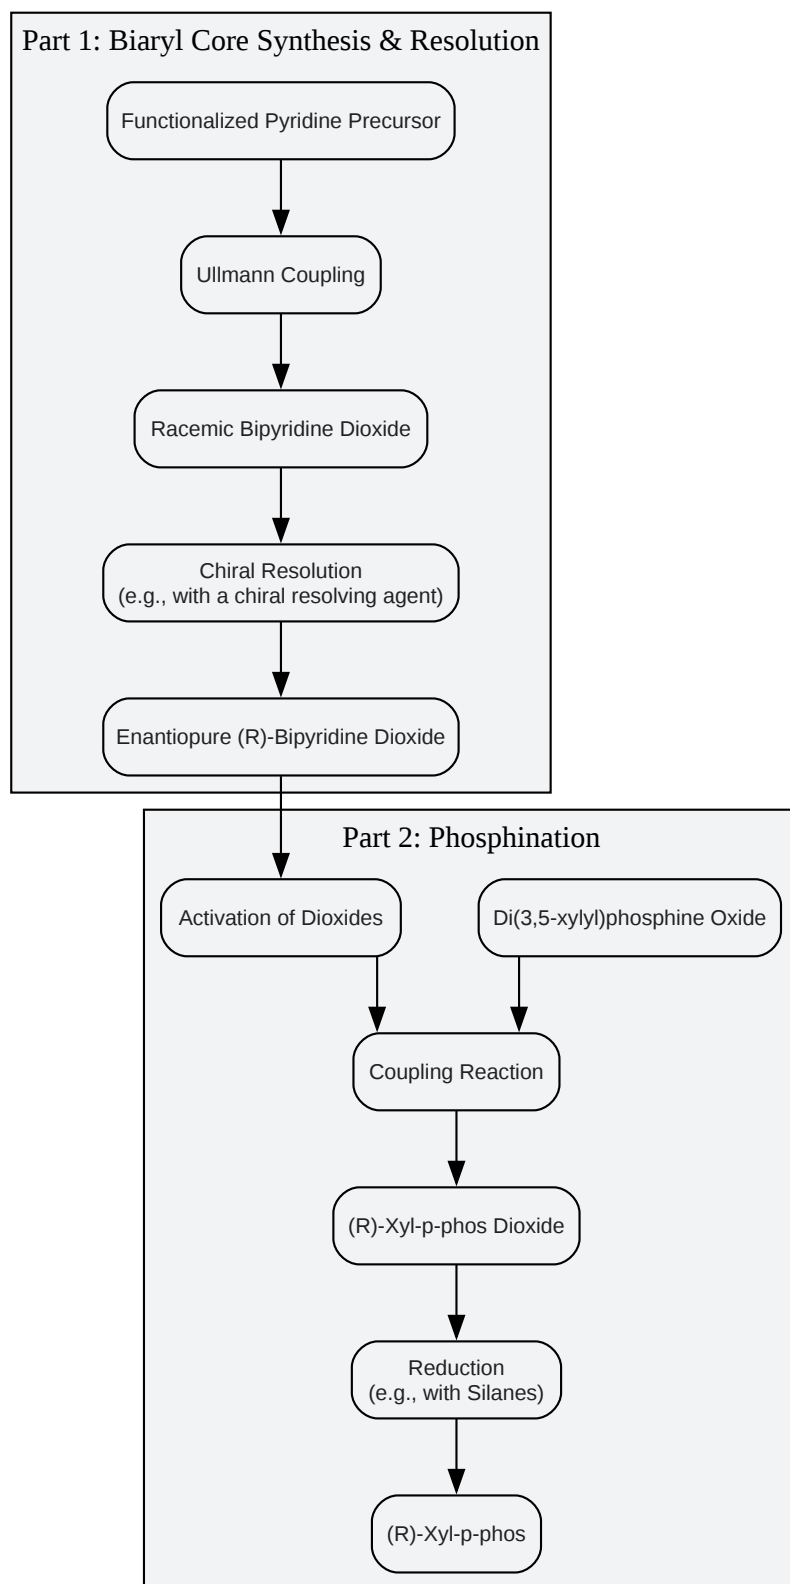 Part 1: Biaryl Core Synthesis & Resolution
Functionalized Pyridine Precursor
Ullmann Coupling
Racemic Bipyridine Dioxide
Chiral Resolution
(e.g., with a chiral resolving agent)
Enantiopure (R)-Bipyridine Dioxide
Part 2: Phosphination
Activation of Dioxides
Di(3,5-xylyl)phosphine Oxide
Coupling Reaction
(R)-Xyl-p-phos Dioxide
Reduction
(e.g., with Silanes)
(R)-Xyl-p-phos